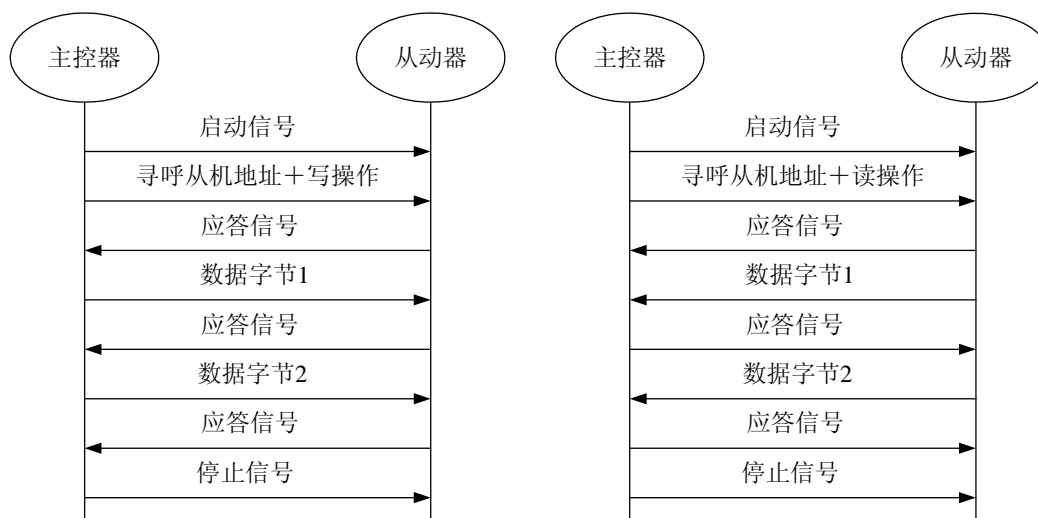 主控器
从动器
启动信号
寻呼从机地址＋写操作
应答信号
数据字节1
应答信号
数据字节2
应答信号
停止信号
主控器
从动器
启动信号
寻呼从机地址＋读操作
应答信号
数据字节1
应答信号
数据字节2
应答信号
停止信号